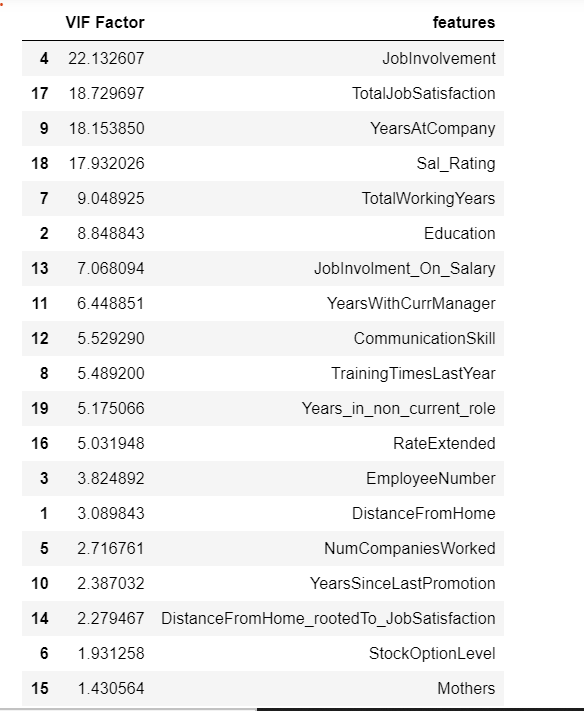 VIF Factor features
4 22.132607 JobInvolvement
17 18.729697 TotalJobSatisfaction
9 18.153850 YearsAtCompany
18 17.932026 Sal_Rating
7 9.048925 TotalWorkingYears
2 8.848843 Education
13 7.068094 JobInvolment_On_Salary
11 6.448851 YearsWithCurrManager
12 5.529290 CommunicationSkill
8 5.489200 TrainingTimesLastYear
19 5.175066 Years_in_non_current_role
16 5.031948 RateExtended
3 3.824892 EmployeeNumber
1 3.089843 DistanceFromHome
5 2.716761 NumCompaniesWorked
10 2.387032 YearsSinceLastPromotion
14 2.279467 DistanceFromHome_rootedTo_JobSatisfaction
6 1.931258 StockOptionLevel
15 1.430564 Mothers